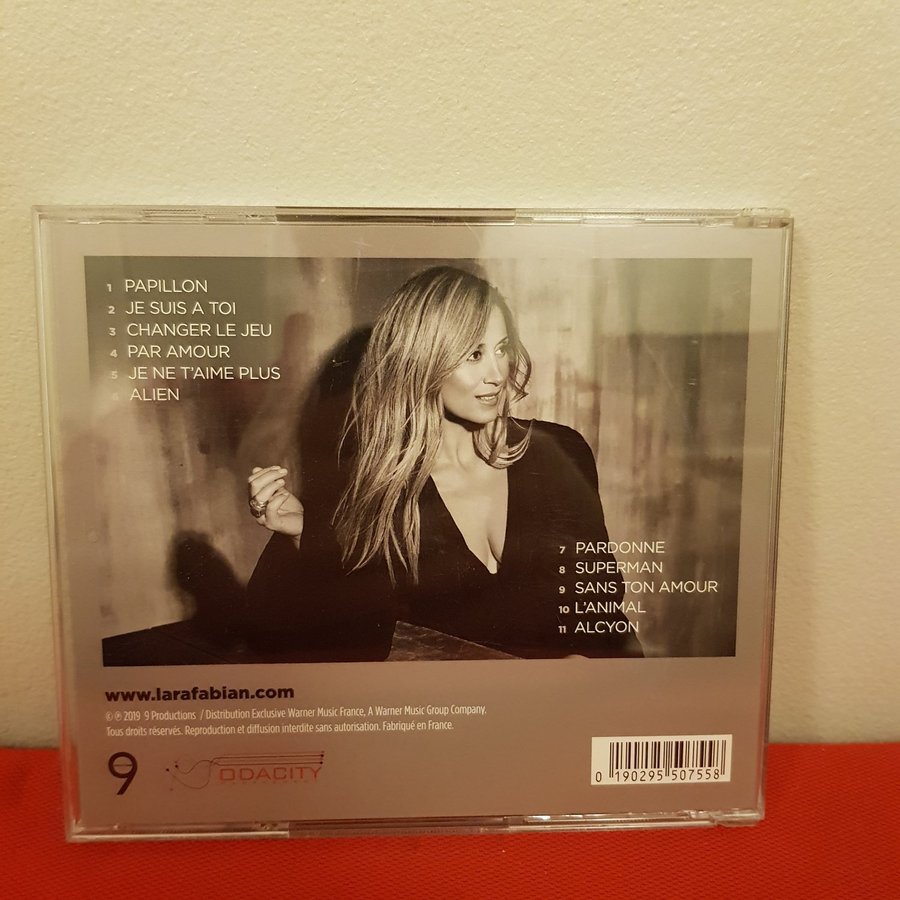 1 PAPILLON
2 JE SUIS A TOI
3 CHANGER LE JEU
4 PAR AMOUR
5 JE NE T'AIME PLUS
6 ALIEN
7 PARDONNE
8 SUPERMAN
9 SANS TON AMOUR
10 L'ANIMAL
11 ALCYON
www.larafabian.com
© ℗ 2019 9 Productions / Distribution Exclusive Warner Music France, A Warner Music Group Company.
Tous droits réservés. Reproduction et diffusion interdite sans autorisation. Fabriqué en France.
9
ODACITY
0 190295 507558